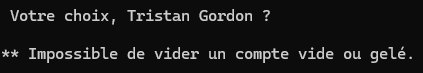 Votre choix, Tristan Gordon ?
** Impossible de vider un compte vide ou gelé.